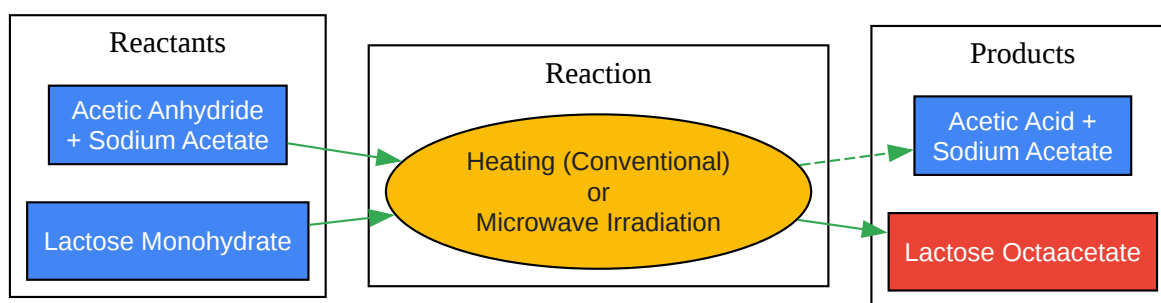 Reactants
Acetic Anhydride
+ Sodium Acetate
Lactose Monohydrate
Reaction
Heating (Conventional)
or
Microwave Irradiation
Products
Acetic Acid +
Sodium Acetate
Lactose Octaacetate